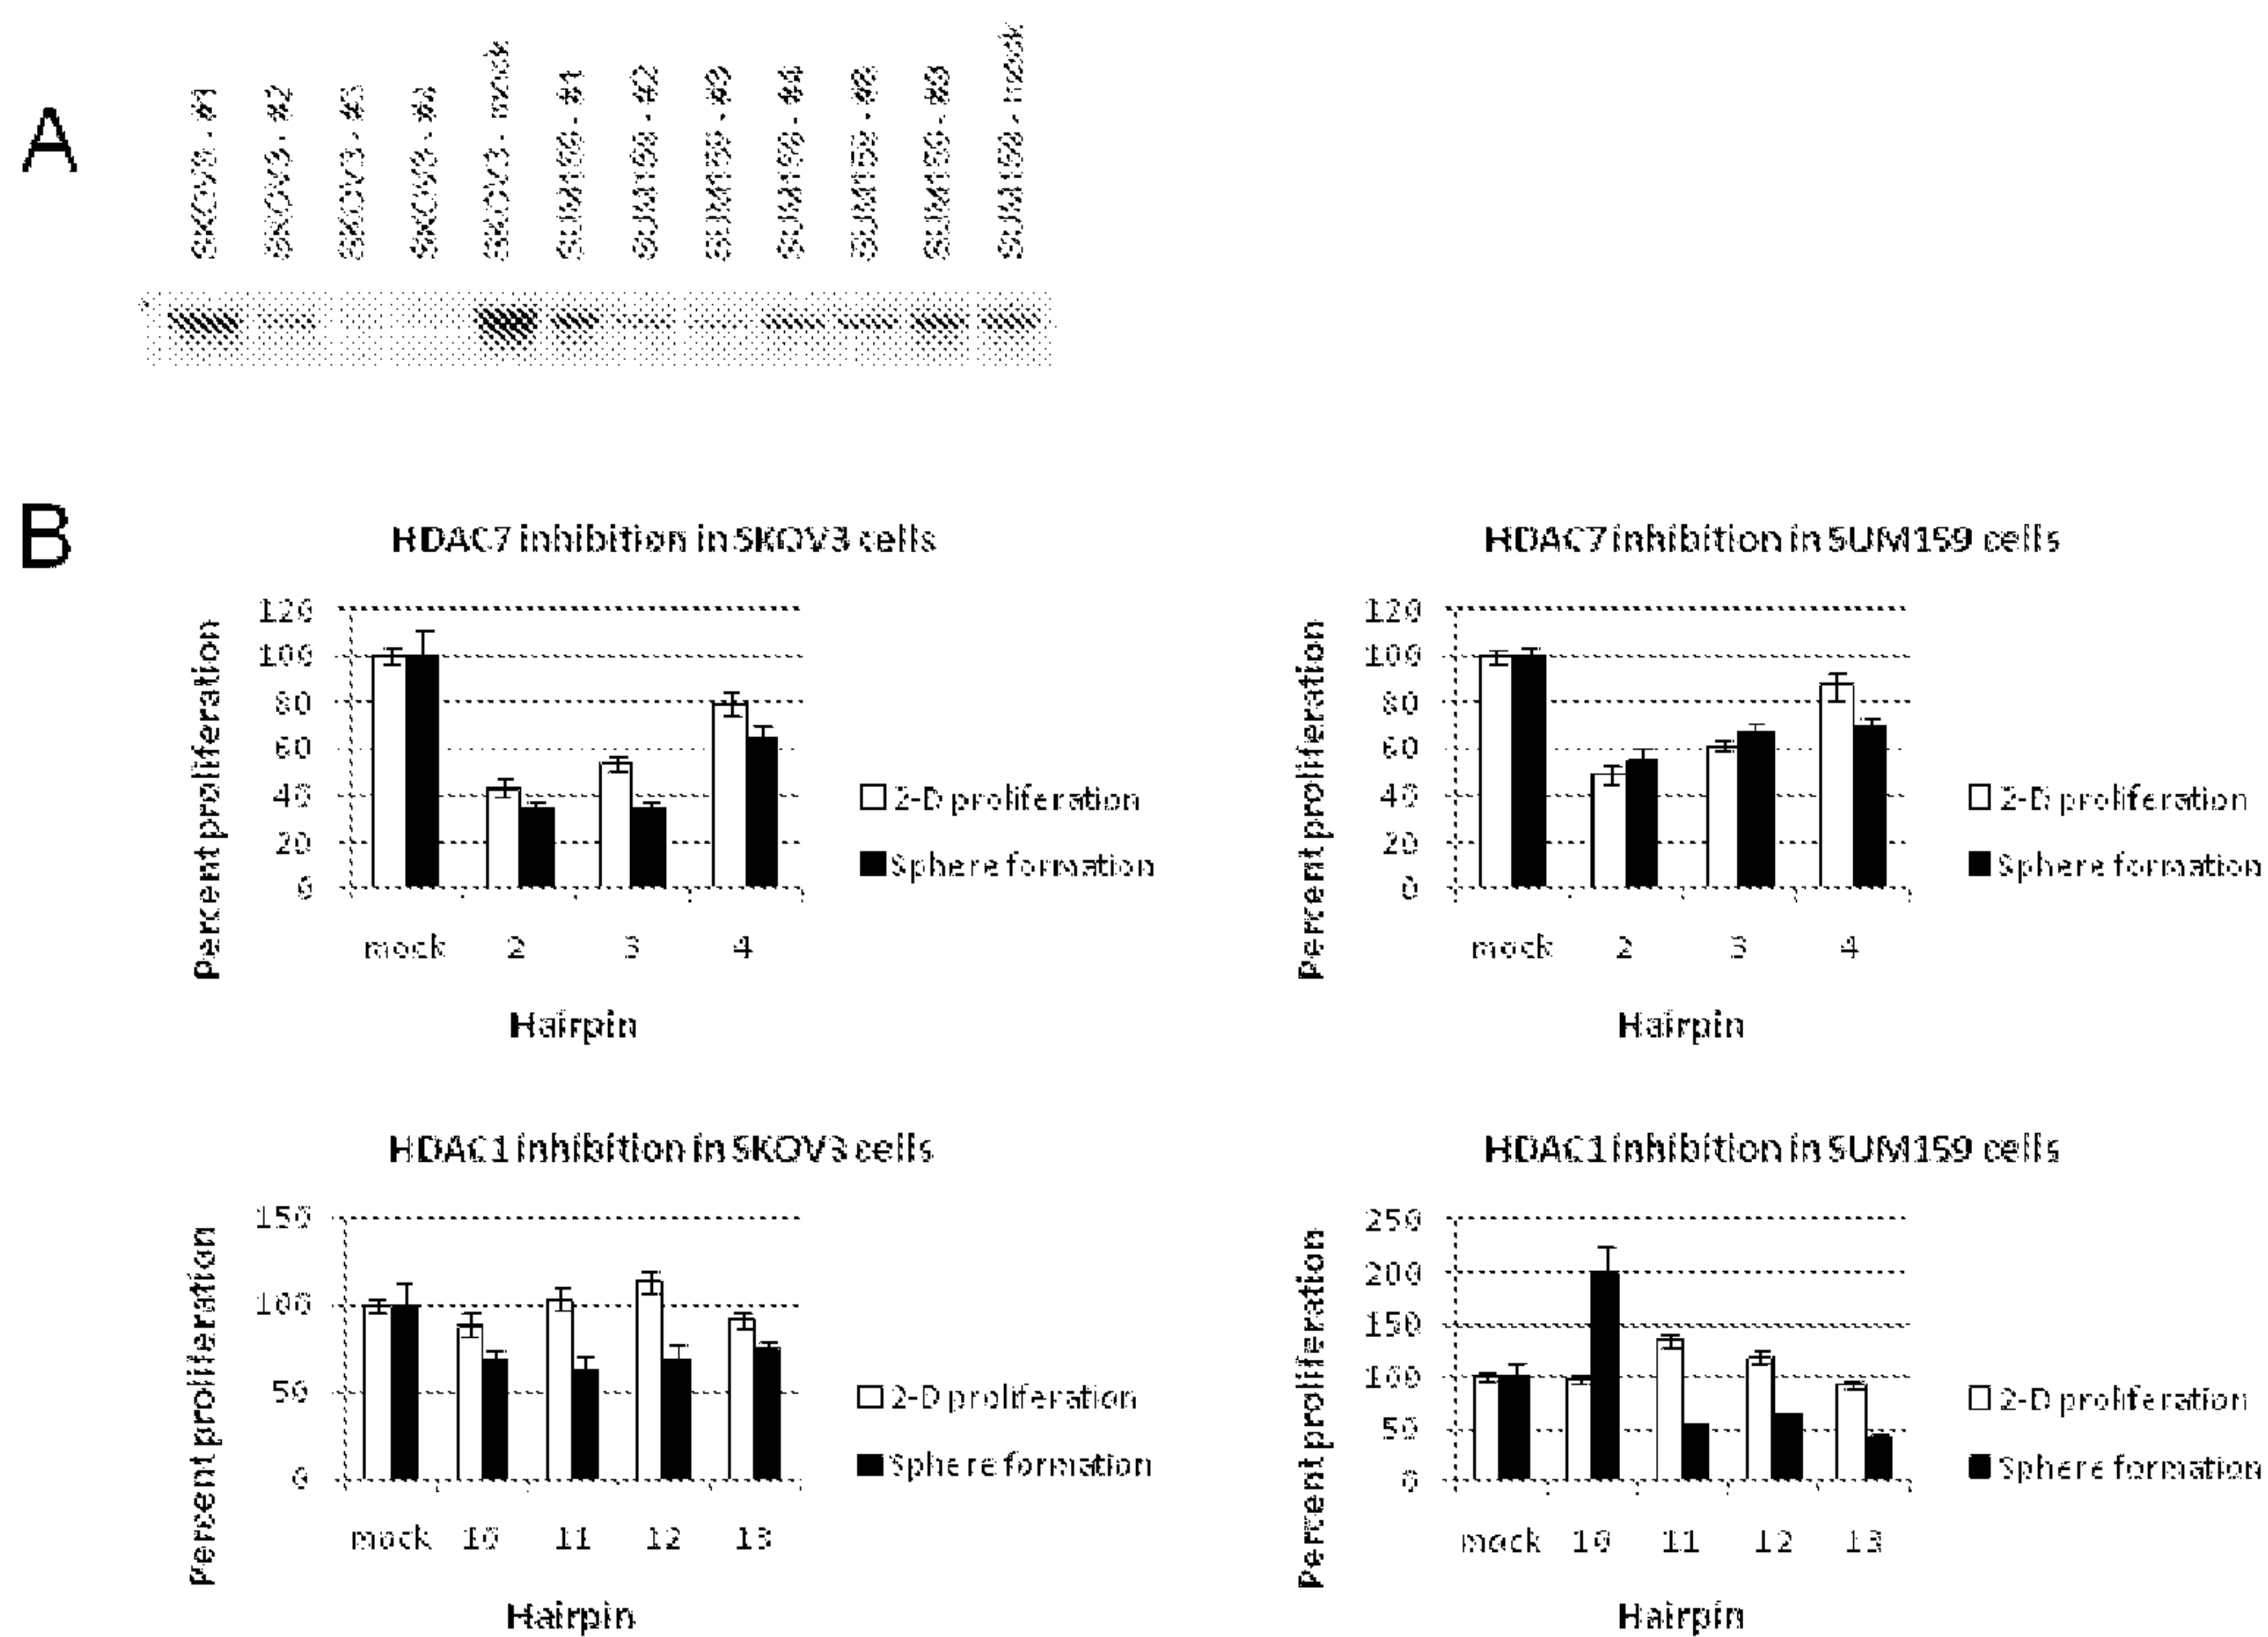 A
SKOV3 - #1
SKOV3 - #2
SKOV3 - #3
SKOV3 - #4
SKOV3 - mock
SUM159 - #1
SUM159 - #2
SUM159 - #3
SUM159 - #4
SUM159 -
SUM159 -
SUM159 - mock
B
HDAC7 inhibition in SKOV3 cells
120
100
80
60
40
20
0
Percent proliferation
mock 2 3 4
Hairpin
2-D proliferation
Sphere formation
HDAC7 inhibition in SUM159 cells
120
100
80
60
40
20
0
Percent proliferation
mock 2 3 4
Hairpin
2-D proliferation
Sphere formation
HDAC1 inhibition in SKOV3 cells
150
100
50
0
Percent proliferation
mock 10 11 12 13
Hairpin
2-D proliferation
Sphere formation
HDAC1 inhibition in SUM159 cells
250
200
150
100
50
0
Percent proliferation
mock 10 11 12 13
Hairpin
2-D proliferation
Sphere formation